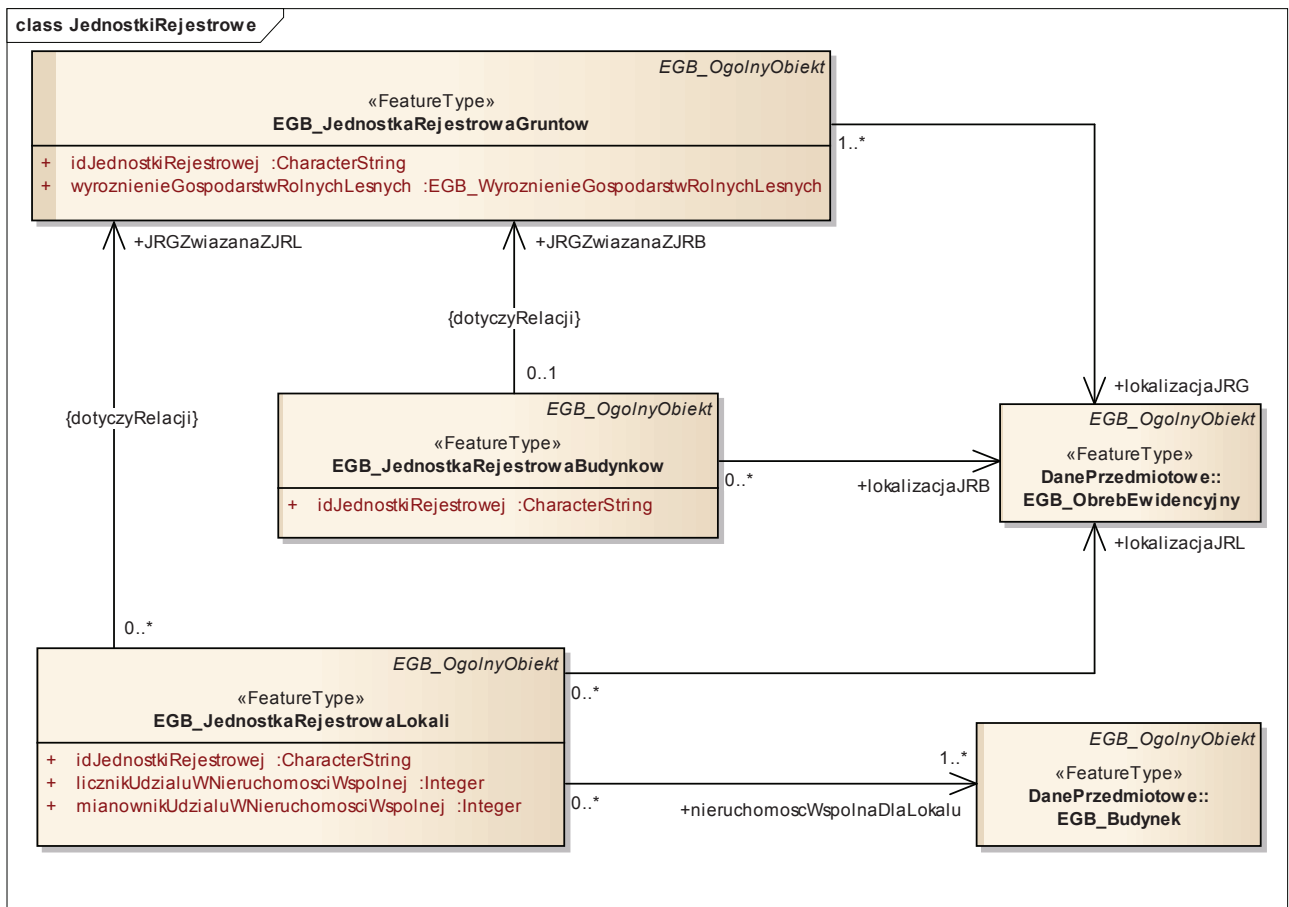 class JednostkiRejestrowe
EGB_OgolnyObiekt
«FeatureType»
EGB_JednostkaRejestrowaGruntow
+ idJednostkiRejestrowej :CharacterString
+ wyroznienieGospodarstwRolnychLesnych :EGB_WyroznienieGospodarstwRolnychLesnych
1..*
+JRGZwiazanaZJRL
+JRGZwiazanaZJRB
{dotyczyRelacji}
0..1
+lokalizacjaJRG
{dotyczyRelacji}
EGB_OgolnyObiekt
«FeatureType»
EGB_JednostkaRejestrowaBudynkow
+ idJednostkiRejestrowej :CharacterString
0..*
+lokalizacjaJRB
EGB_OgolnyObiekt
«FeatureType»
DanePrzedmiotowe::
EGB_ObrebEwidencyjny
+lokalizacjaJRL
0..*
EGB_OgolnyObiekt
«FeatureType»
EGB_JednostkaRejestrowaLokali
+ idJednostkiRejestrowej :CharacterString
+ licznikUdzialuWNieruchomosciWspolnej :Integer
+ mianownikUdzialuWNieruchomosciWspolnej :Integer
0..*
0..*
1..*
+nieruchomoscWspolnaDlaLokalu
EGB_OgolnyObiekt
«FeatureType»
DanePrzedmiotowe::
EGB_Budynek